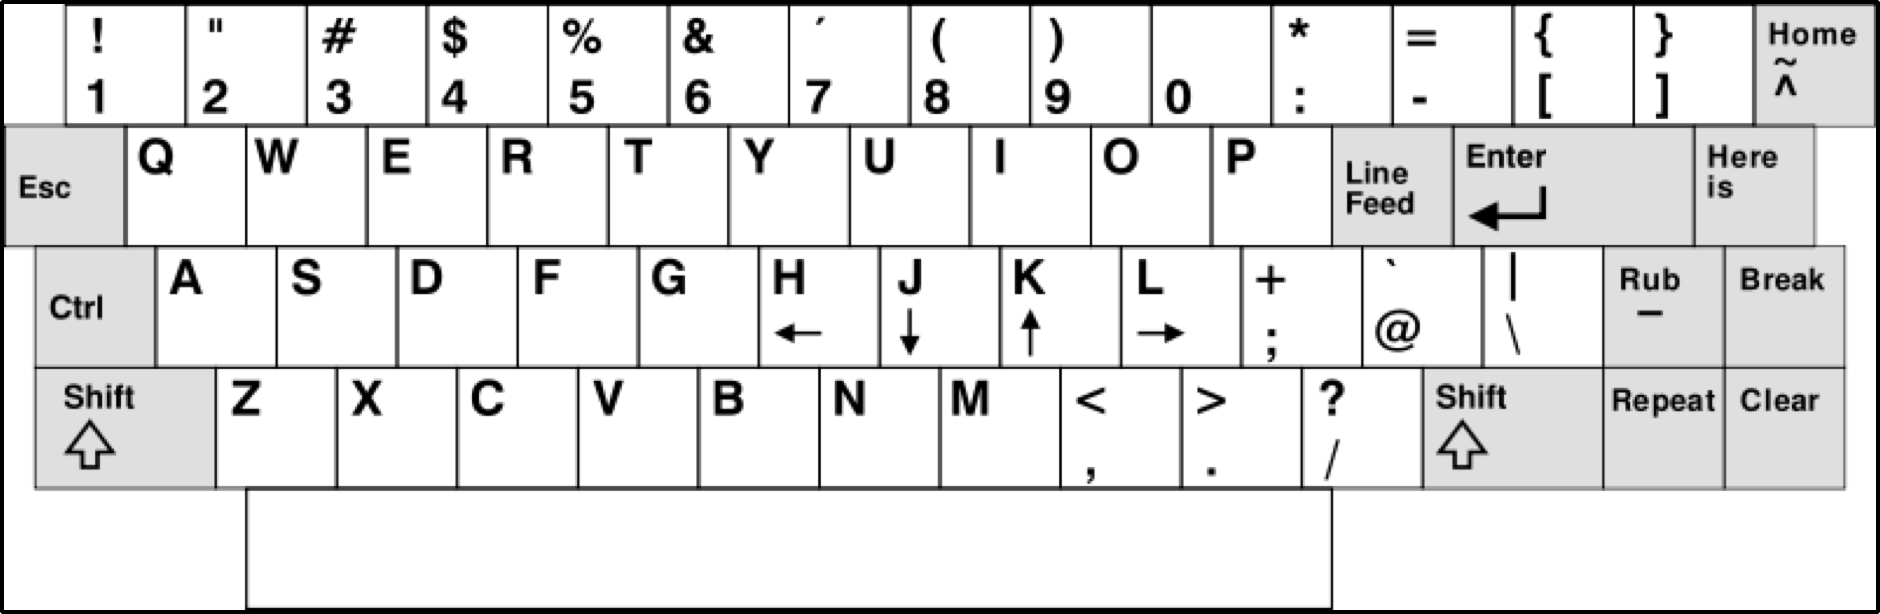 ! " # $ % & ´ ( ) * = { } Home
1 2 3 4 5 6 7 8 9 0 : - [ ] ~ ^
Q W E R T Y U I O P Enter Here
Esc Line Feed ← is
A S D F G H J K L + ` | Rub Break
Ctrl ← ↓ ↑ → ; @ \ –
Shift Z X C V B N M < > ? Shift Repeat Clear
⇧ , . / ⇧